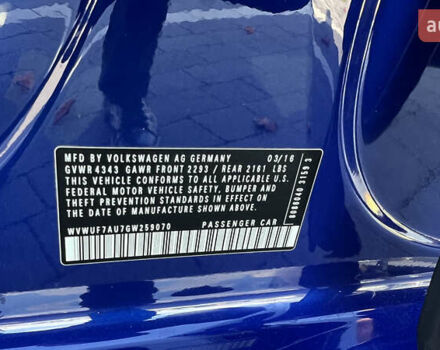 MFD BY VOLKSWAGEN AG GERMANY 03/16
GVWR 4343 GAWR FRONT 2293 / REAR 2161 LBS
THIS VEHICLE CONFORMS TO ALL APPLICABLE U.S.
FEDERAL MOTOR VEHICLE SAFETY, BUMPER AND
THEFT PREVENTION STANDARDS IN EFFECT ON
THE DATE OF MANUFACTURE SHOWN ABOVE.
WVWUF7AU7GW259070 PASSENGER CAR